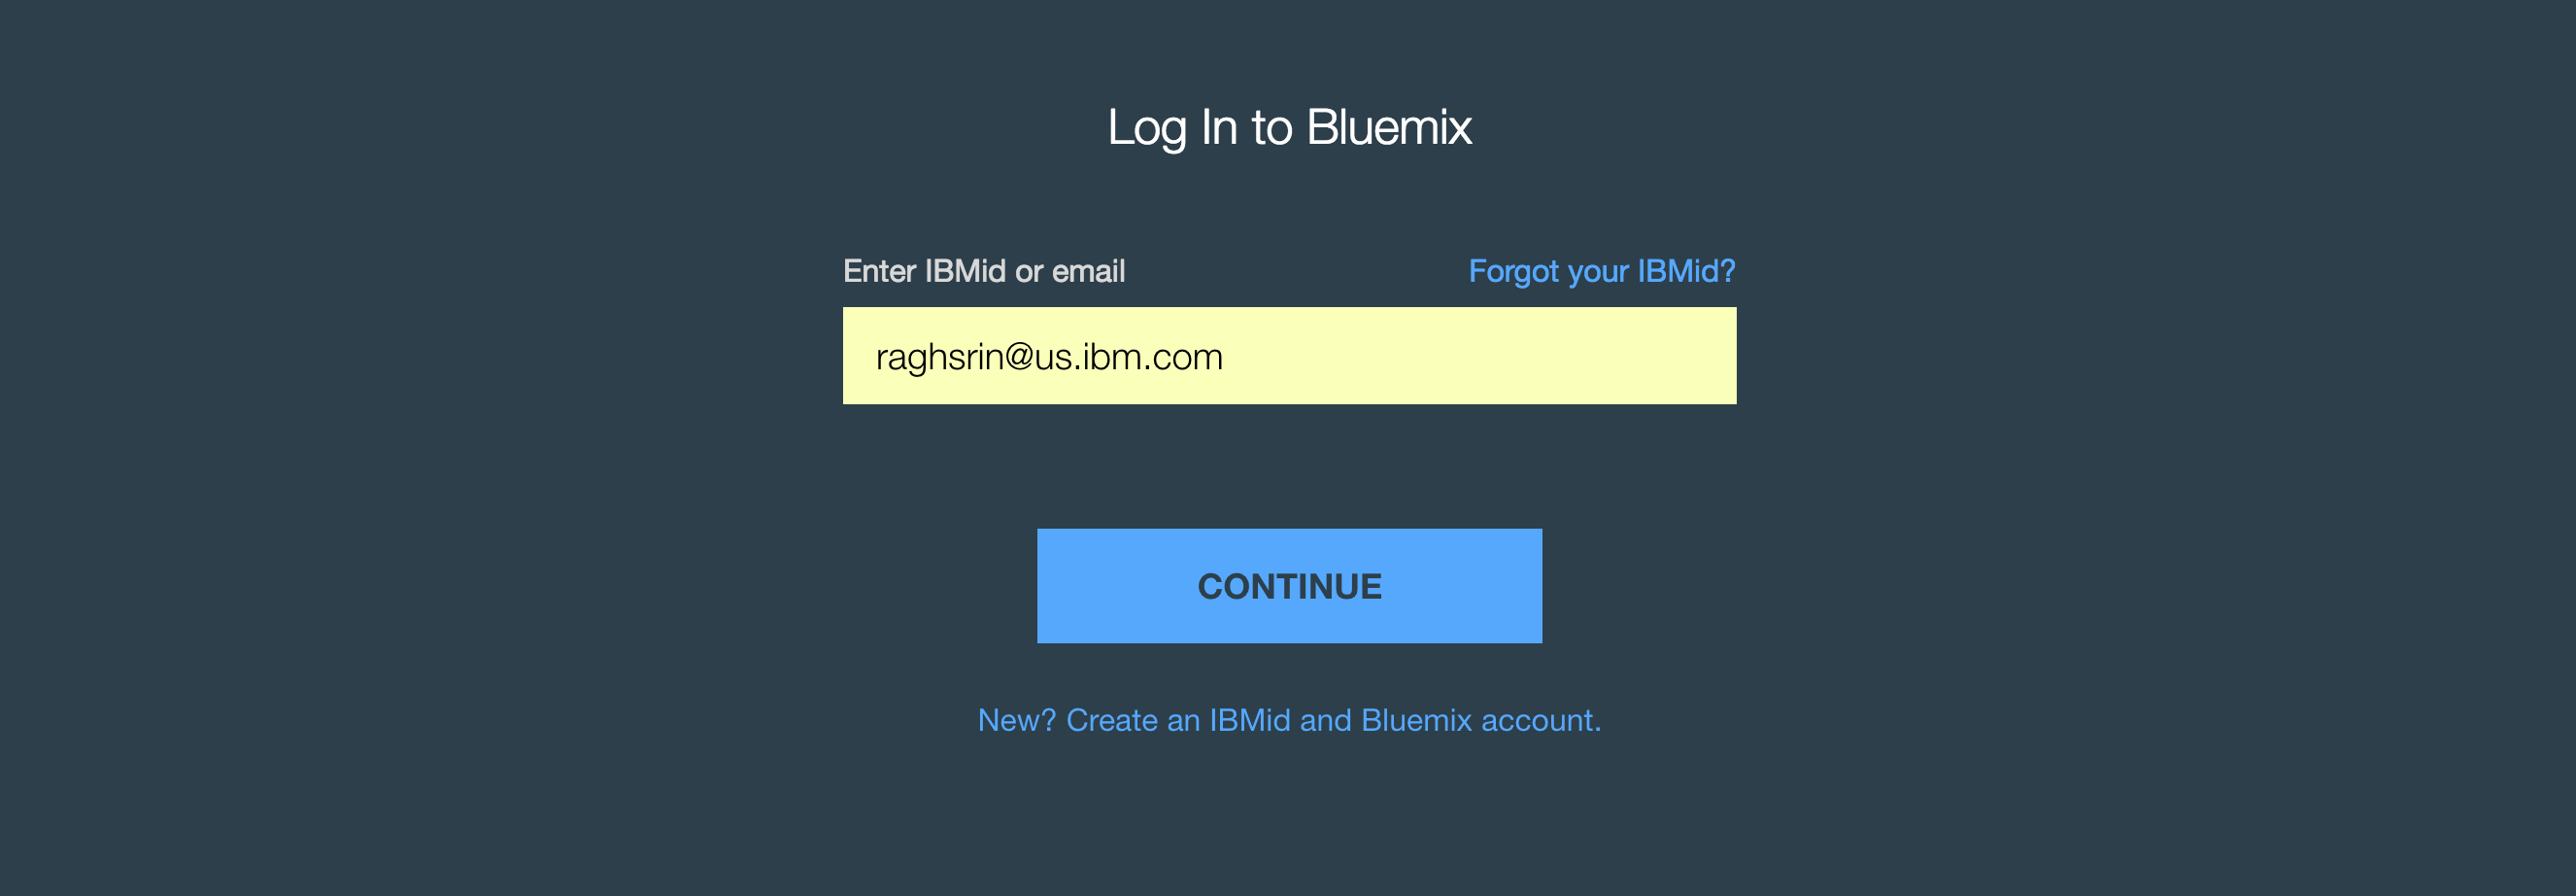 Log In to Bluemix
Enter IBMid or email Forgot your IBMid?
raghsrin@us.ibm.com
CONTINUE
New? Create an IBMid and Bluemix account.